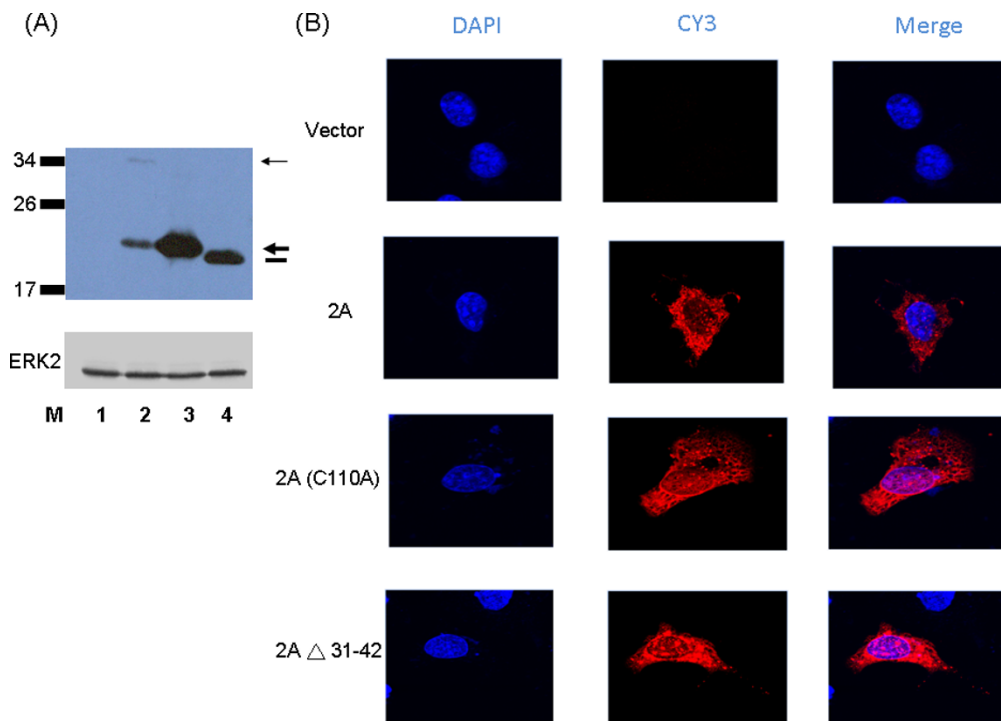 (A)
34
26
17
ERK2
M 1 2 3 4
(B)
DAPI CY3 Merge
Vector
2A
2A (C110A)
2A △ 31-42